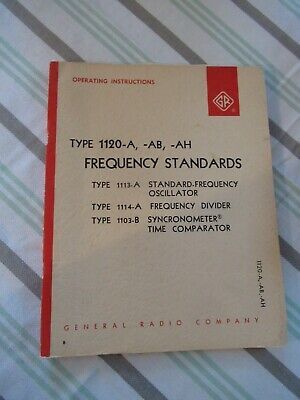 OPERATING INSTRUCTIONS
GR
®
TYPE 1120-A, -AB, -AH
FREQUENCY STANDARDS
TYPE 1113-A STANDARD-FREQUENCY
OSCILLATOR
TYPE 1114-A FREQUENCY DIVIDER
TYPE 1103-B SYNCRONOMETER®
TIME COMPARATOR
1120-A, -AB, -AH
GENERAL RADIO COMPANY